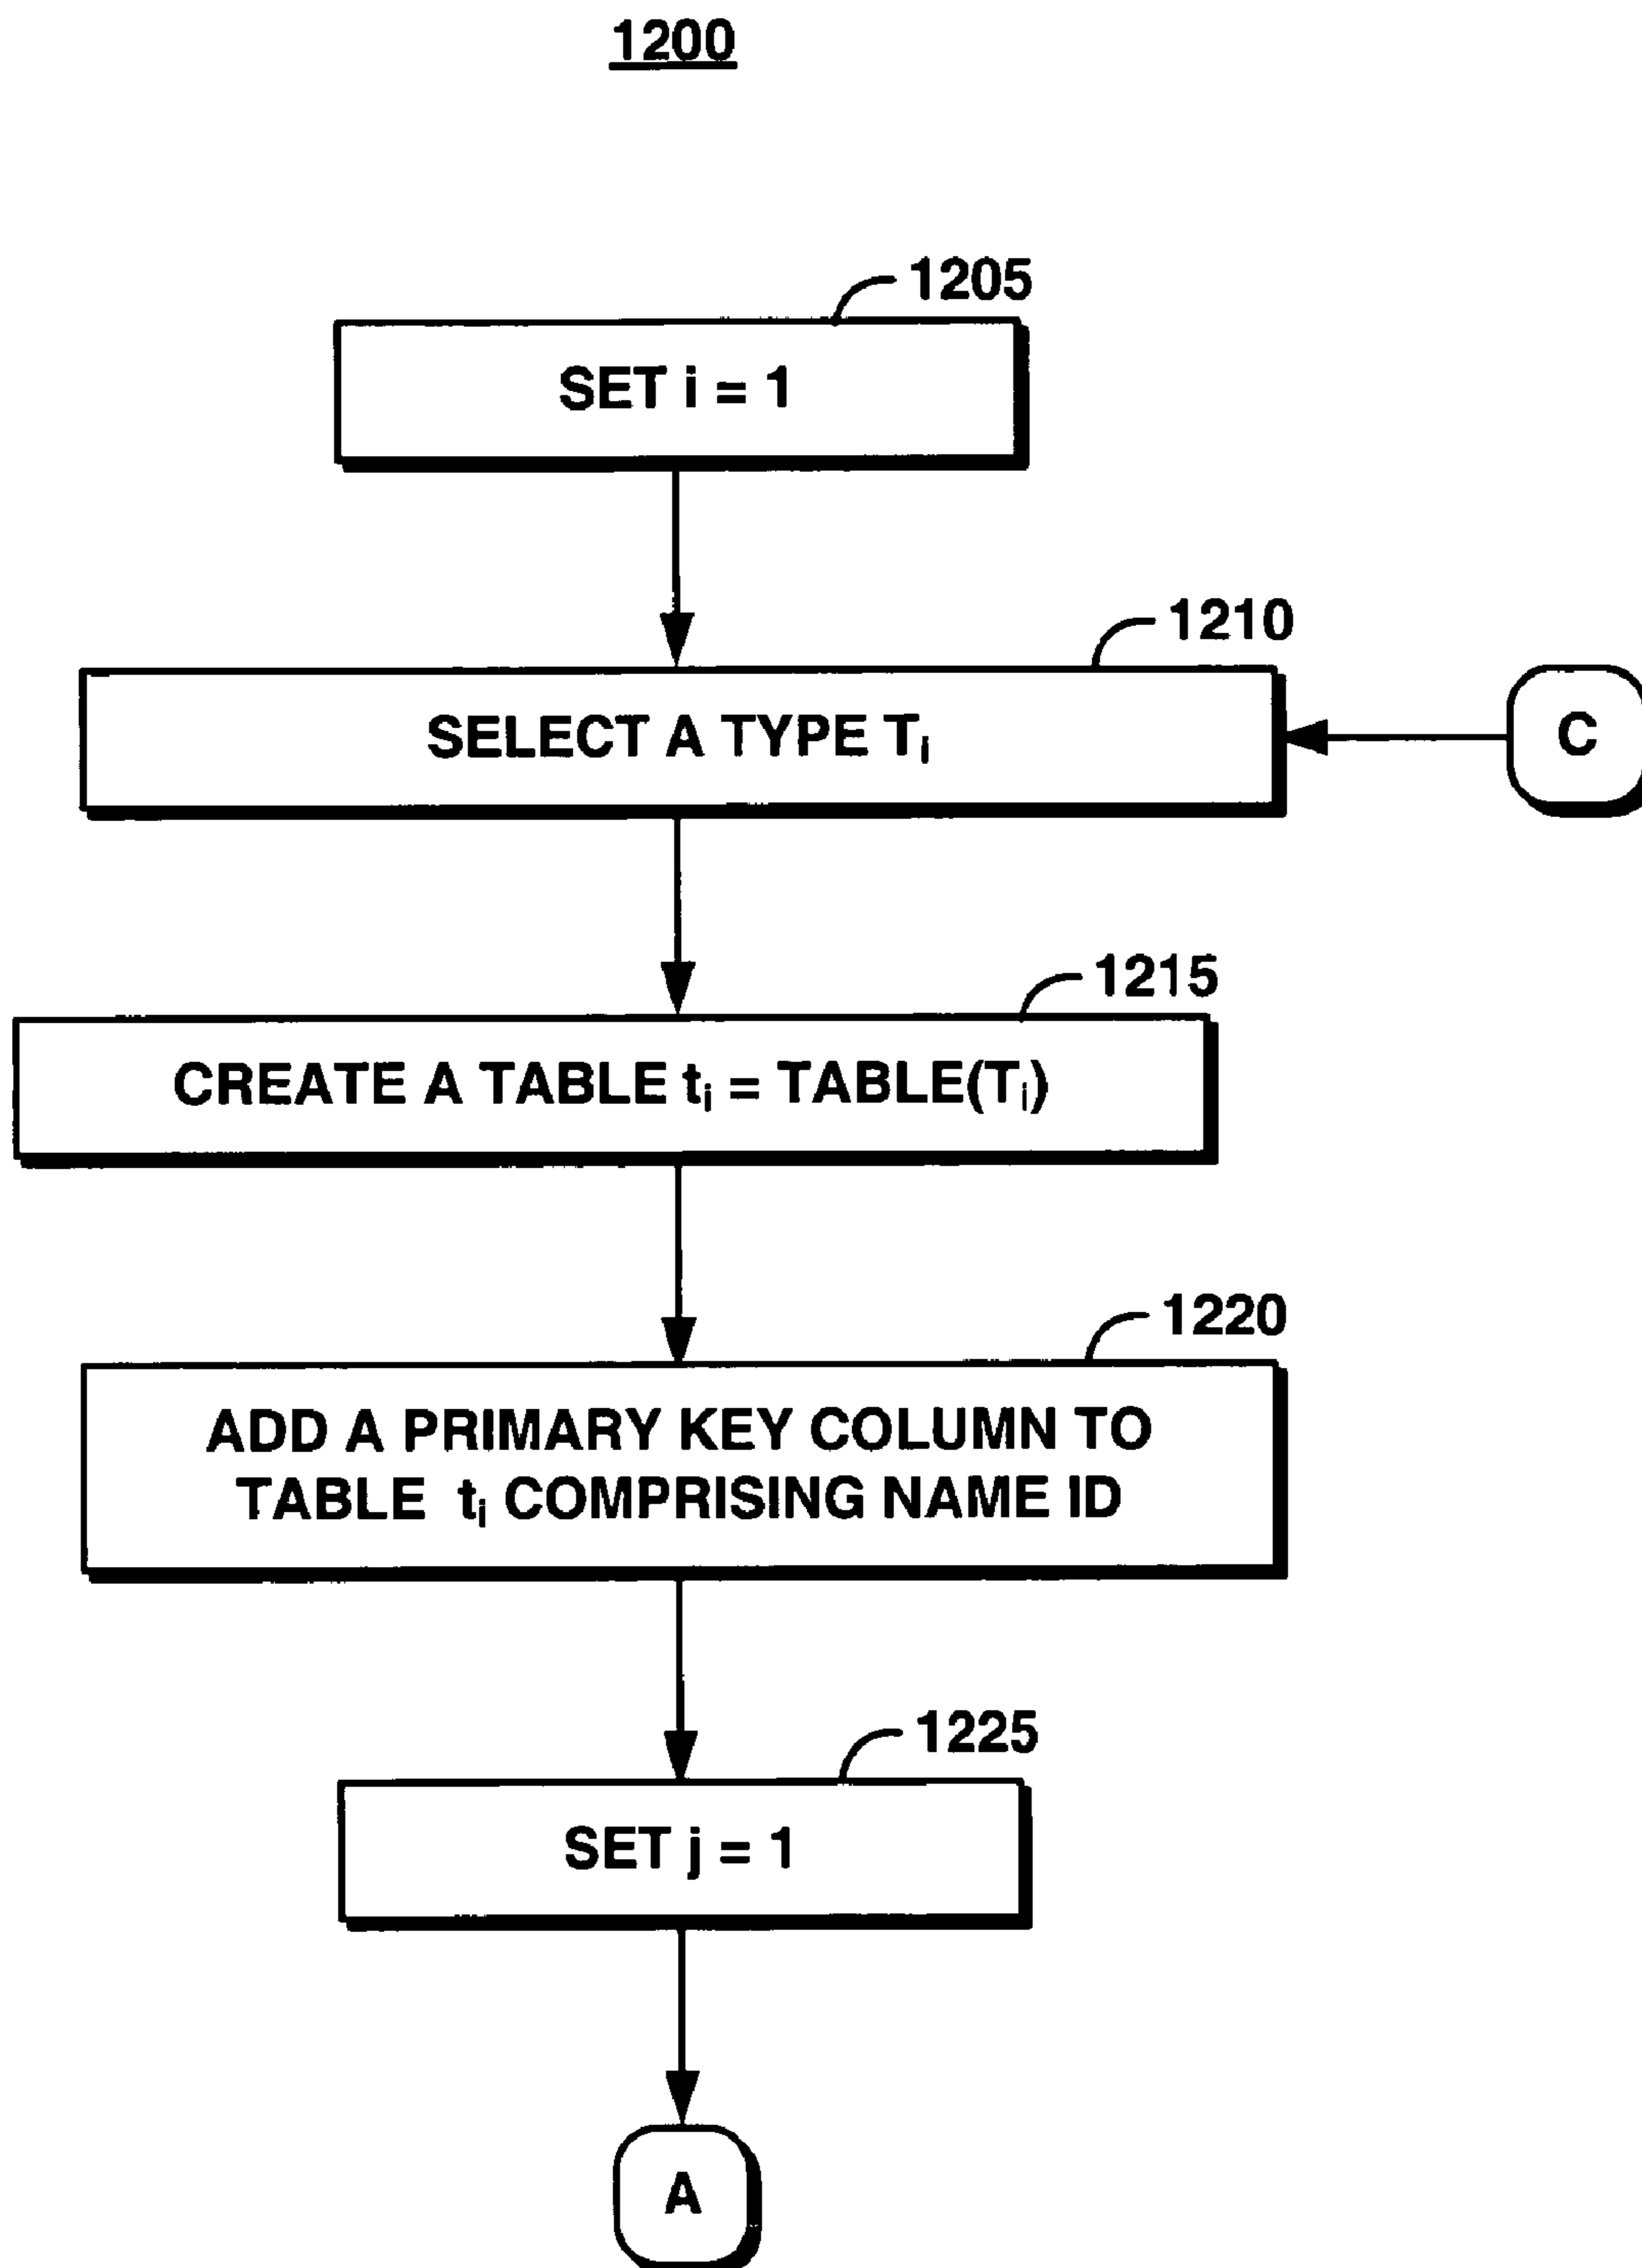 1200
1205
SET i = 1
1210
SELECT A TYPE Tᵢ
C
1215
CREATE A TABLE tᵢ = TABLE(Tᵢ)
1220
ADD A PRIMARY KEY COLUMN TO
TABLE tᵢ COMPRISING NAME ID
1225
SET j = 1
A